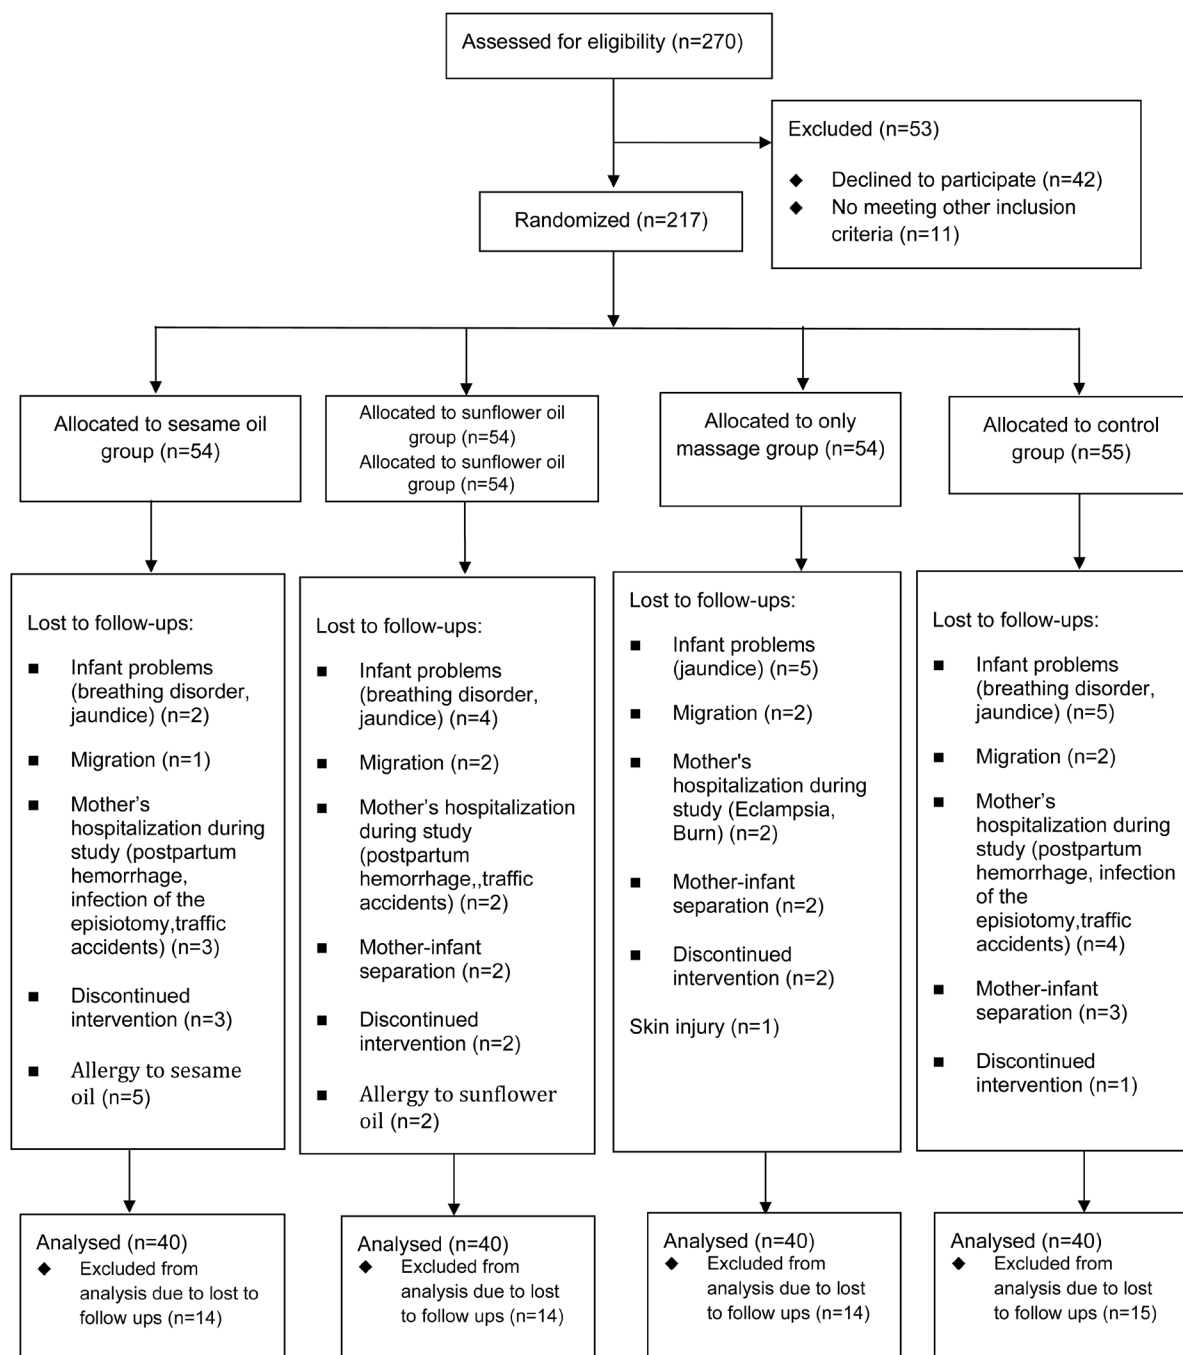 Assessed for eligibility (n=270)
Excluded (n=53)
◆ Declined to participate (n=42)
◆ No meeting other inclusion
criteria (n=11)
Randomized (n=217)
Allocated to sesame oil
group (n=54)
Allocated to sunflower oil
group (n=54)
Allocated to sunflower oil
group (n=54)
Allocated to only
massage group (n=54)
Allocated to control
group (n=55)
Lost to follow-ups:
■ Infant problems
(breathing disorder,
jaundice) (n=2)
■ Migration (n=1)
■ Mother’s
hospitalization during
study (postpartum
hemorrhage,
infection of the
episiotomy,traffic
accidents) (n=3)
■ Discontinued
intervention (n=3)
■ Allergy to sesame
oil (n=5)
Lost to follow-ups:
■ Infant problems
(breathing disorder,
jaundice) (n=4)
■ Migration (n=2)
■ Mother’s hospitalization
during study
(postpartum
hemorrhage,,traffic
accidents) (n=2)
■ Mother-infant
separation (n=2)
■ Discontinued
intervention (n=2)
■ Allergy to sunflower
oil (n=2)
Lost to follow-ups:
■ Infant problems
(jaundice) (n=5)
■ Migration (n=2)
■ Mother's
hospitalization during
study (Eclampsia,
Burn) (n=2)
■ Mother-infant
separation (n=2)
■ Discontinued
intervention (n=2)
Skin injury (n=1)
Lost to follow-ups:
■ Infant problems
(breathing disorder,
jaundice) (n=5)
■ Migration (n=2)
■ Mother’s
hospitalization during
study (postpartum
hemorrhage, infection
of the
episiotomy,traffic
accidents) (n=4)
■ Mother-infant
separation (n=3)
■ Discontinued
intervention (n=1)
Analysed (n=40)
◆ Excluded from
analysis due to lost to
follow ups (n=14)
Analysed (n=40)
◆ Excluded from
analysis due to lost
to follow ups (n=14)
Analysed (n=40)
◆ Excluded from
analysis due to lost
to follow ups (n=14)
Analysed (n=40)
◆ Excluded from
analysis due to lost
to follow ups (n=15)